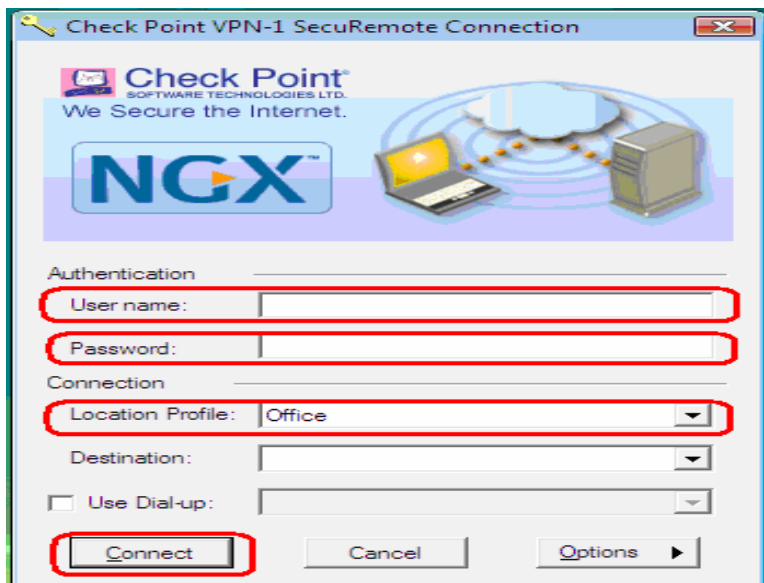 Check Point VPN-1 SecuRemote Connection
Check Point
SOFTWARE TECHNOLOGIES LTD.
We Secure the Internet.
NGX™
Authentication
User name:
Password:
Connection
Location Profile: Office
Destination:
Use Dial-up:
Connect Cancel Options